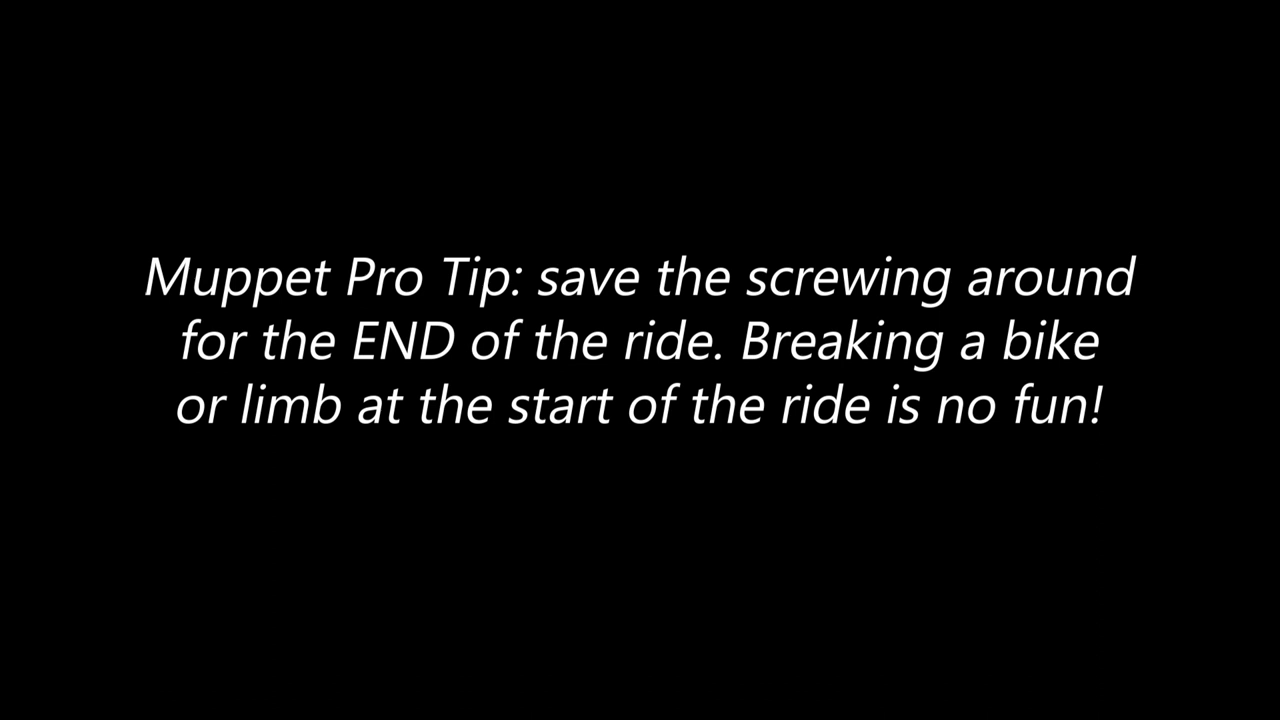 Muppet Pro Tip: save the screwing around
for the END of the ride. Breaking a bike
or limb at the start of the ride is no fun!